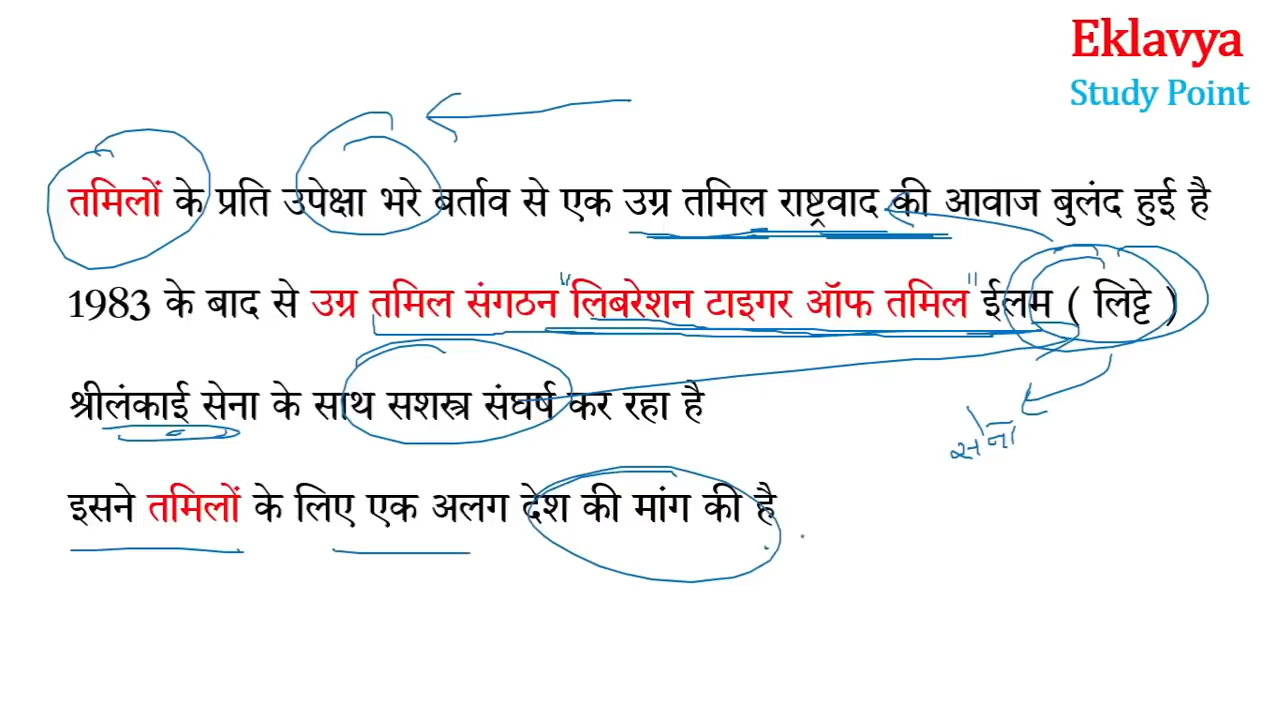 Eklavya
Study Point
तमिलों के प्रति उपेक्षा भरे बर्ताव से एक उग्र तमिल राष्ट्रवाद की आवाज बुलंद हुई है
1983 के बाद से उग्र तमिल संगठन "लिबरेशन टाइगर ऑफ तमिल" ईलम ( लिट्टे )
श्रीलंकाई सेना के साथ सशस्त्र संघर्ष कर रहा है
सेना
इसने तमिलों के लिए एक अलग देश की मांग की है